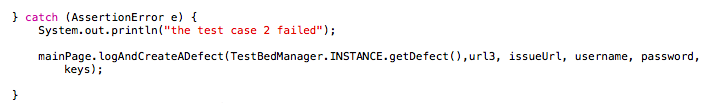 } catch (AssertionError e) {
System.out.println("the test case 2 failed");
mainPage.logAndCreateADefect(TestBedManager.INSTANCE.getDefect(),url3, issueUrl, username, password,
keys);
}